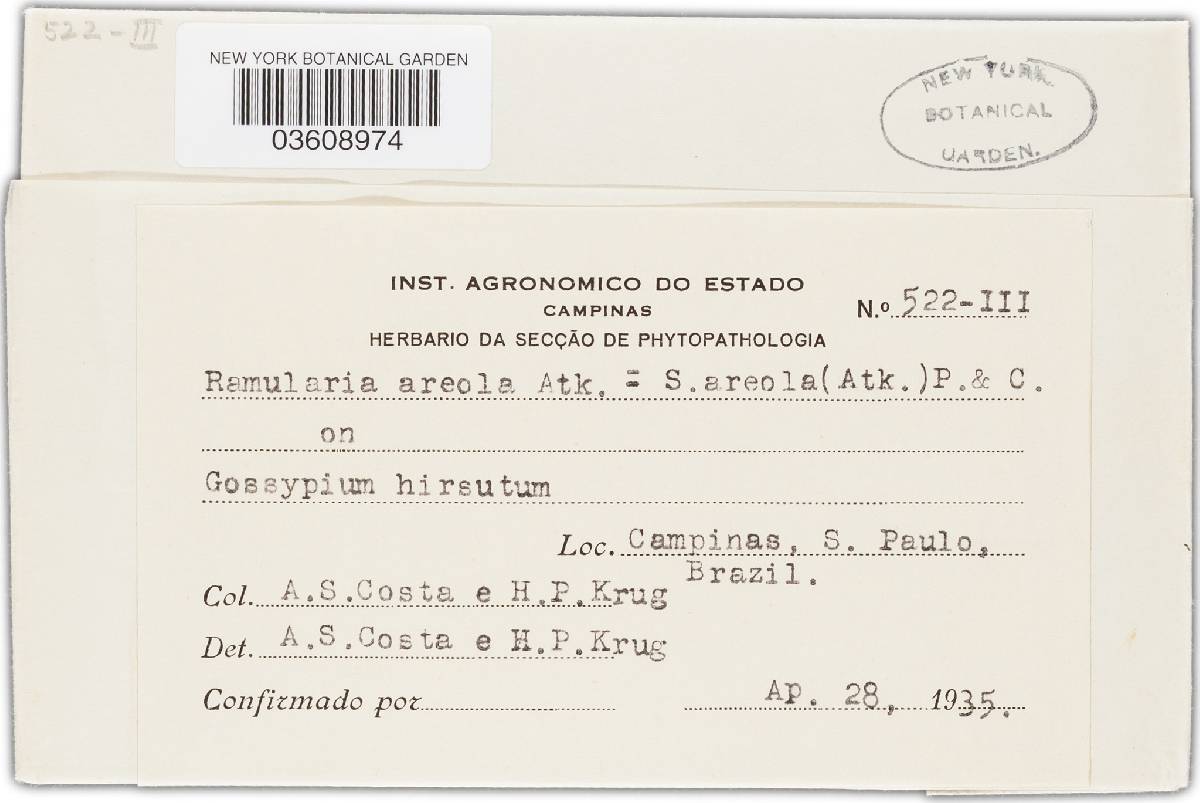 522-III
NEW YORK BOTANICAL GARDEN
03608974
NEW YORK
BOTANICAL
GARDEN.
INST. AGRONOMICO DO ESTADO
CAMPINAS
N.º 522-III
HERBARIO DA SECÇÃO DE PHYTOPATHOLOGIA
Ramularia areola Atk. = S.areola(Atk.)P.& C.
on
Gossypium hirsutum
Loc. Campinas, S. Paulo,
Brazil.
Col. A.S.Costa e H.P.Krug
Det. A.S.Costa e H.P.Krug
Confirmado por
Ap. 28, 1935.